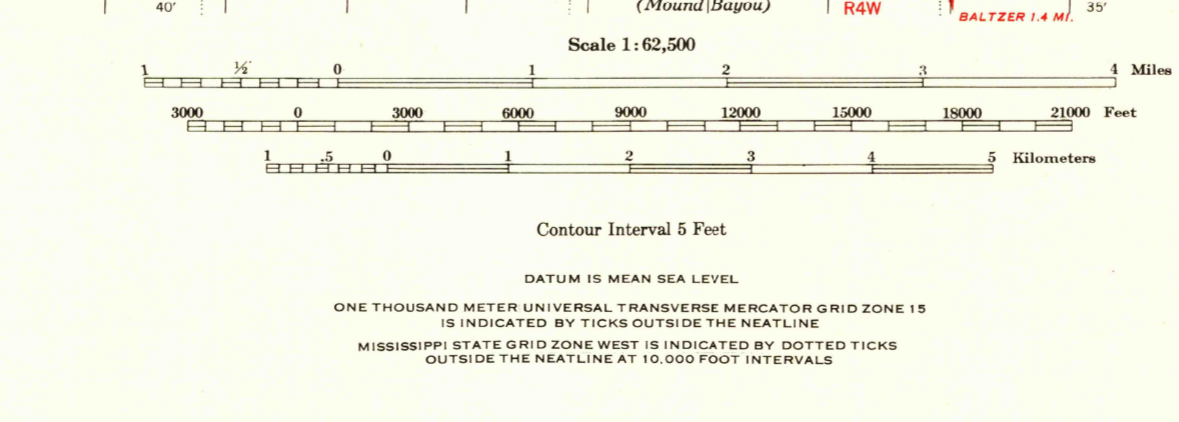 40′ (Mound Bayou) R4W BALTZER 1.4 MI. 35′
Scale 1:62,500
1 ½ 0 1 2 3 4 Miles
3000 0 3000 6000 9000 12000 15000 18000 21000 Feet
1 .5 0 1 2 3 4 5 Kilometers
Contour Interval 5 Feet
DATUM IS MEAN SEA LEVEL
ONE THOUSAND METER UNIVERSAL TRANSVERSE MERCATOR GRID ZONE 15
IS INDICATED BY TICKS OUTSIDE THE NEATLINE
MISSISSIPPI STATE GRID ZONE WEST IS INDICATED BY DOTTED TICKS
OUTSIDE THE NEATLINE AT 10,000 FOOT INTERVALS